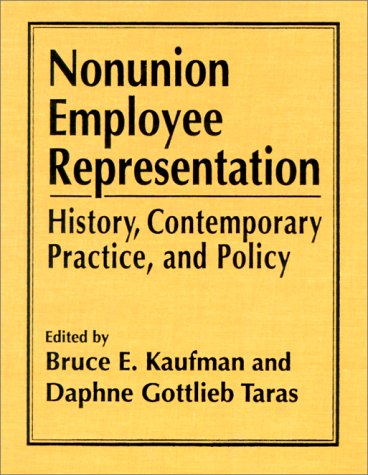 Nonunion
Employee
Representation
History, Contemporary
Practice, and Policy
Edited by
Bruce E. Kaufman and
Daphne Gottlieb Taras